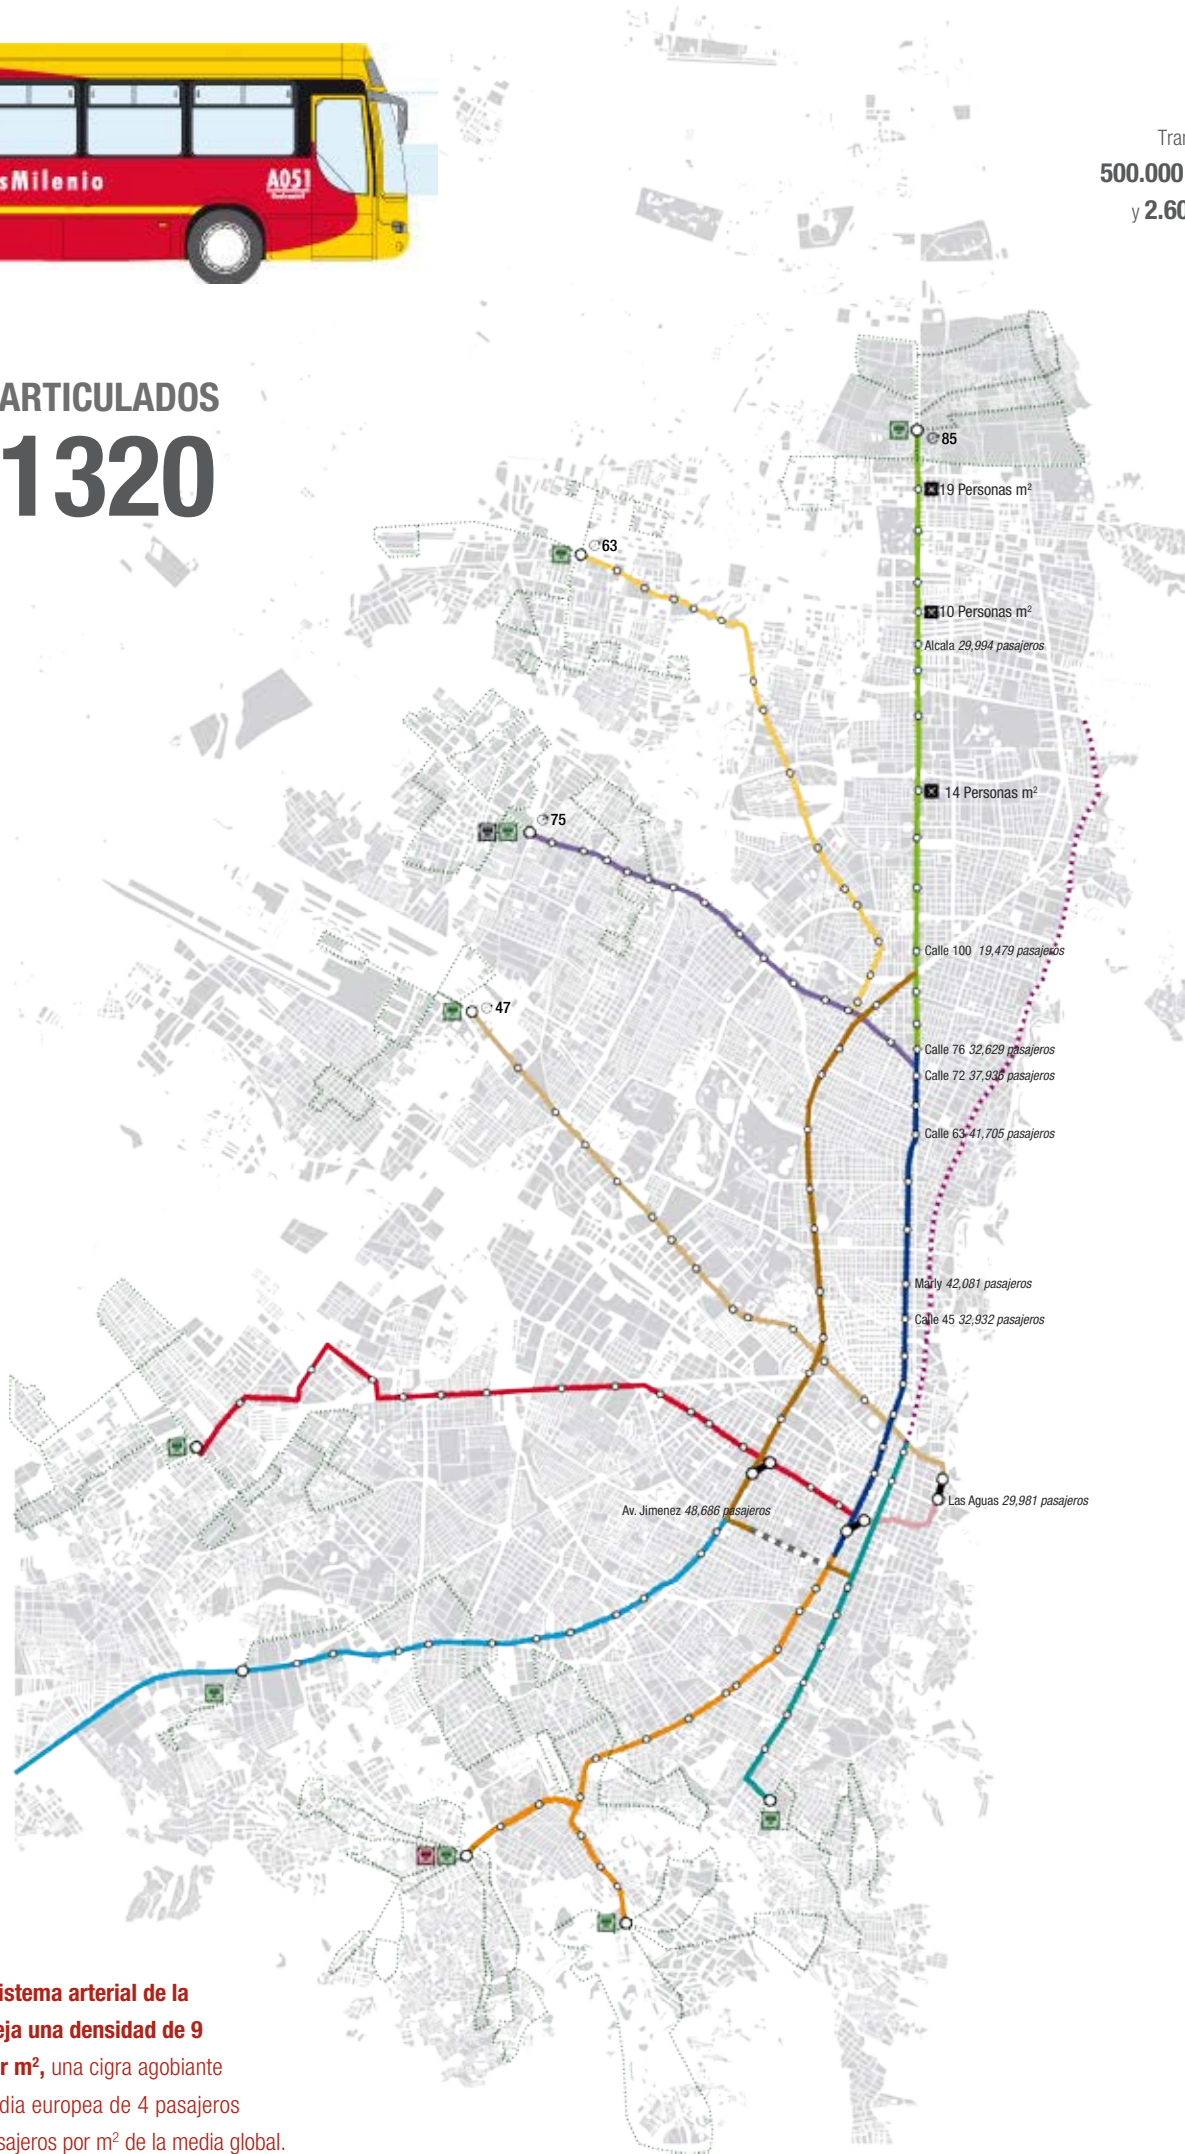 sMilenio
A051
Tran
500.000
y 2.60
ARTICULADOS
1320
85
19 Personas m²
63
10 Personas m²
Alcala 29,994 pasajeros
14 Personas m²
75
Calle 100 19,479 pasajeros
47
Calle 76 32,629 pasajeros
Calle 72 37,936 pasajeros
Calle 63 41,705 pasajeros
Marly 42,081 pasajeros
Calle 45 32,932 pasajeros
Las Aguas 29,981 pasajeros
Av. Jimenez 48,686 pasajeros
istema arterial de la
eja una densidad de 9
r m², una cigra agobiante
dia europea de 4 pasajeros
sajeros por m² de la media global.